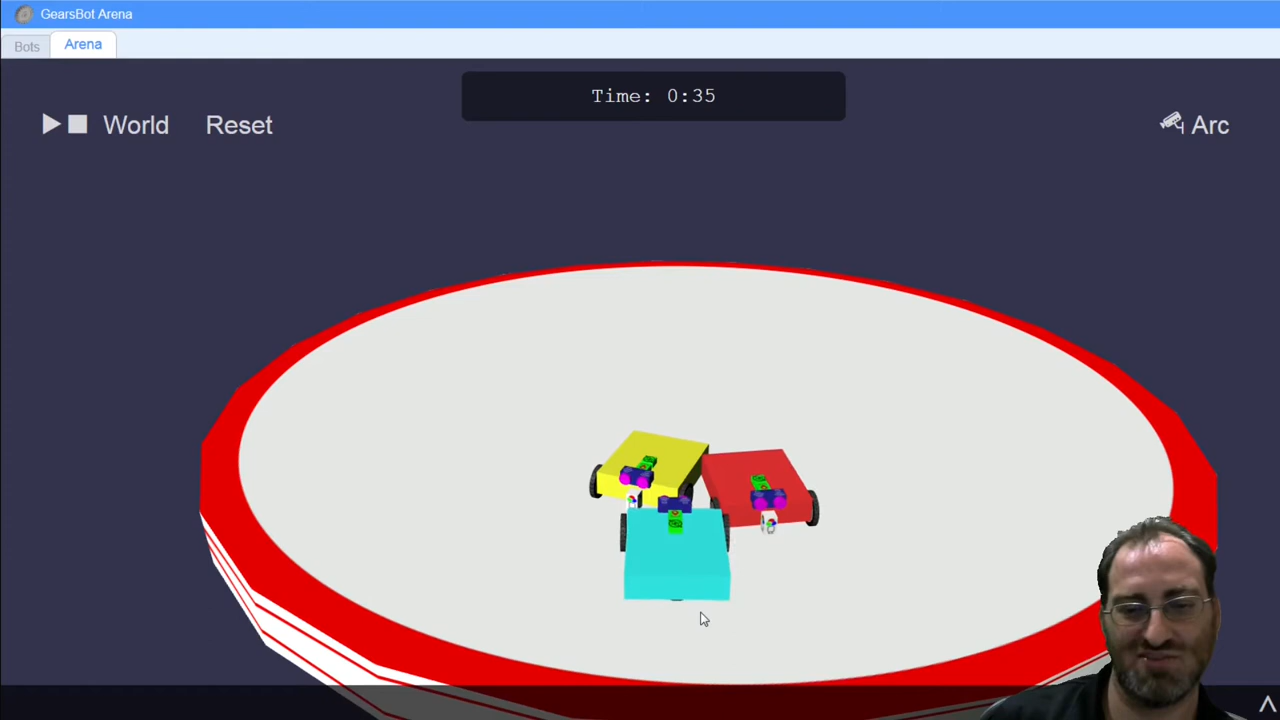 GearsBot Arena
Bots
Arena
Time: 0:35
World
Reset
Arc